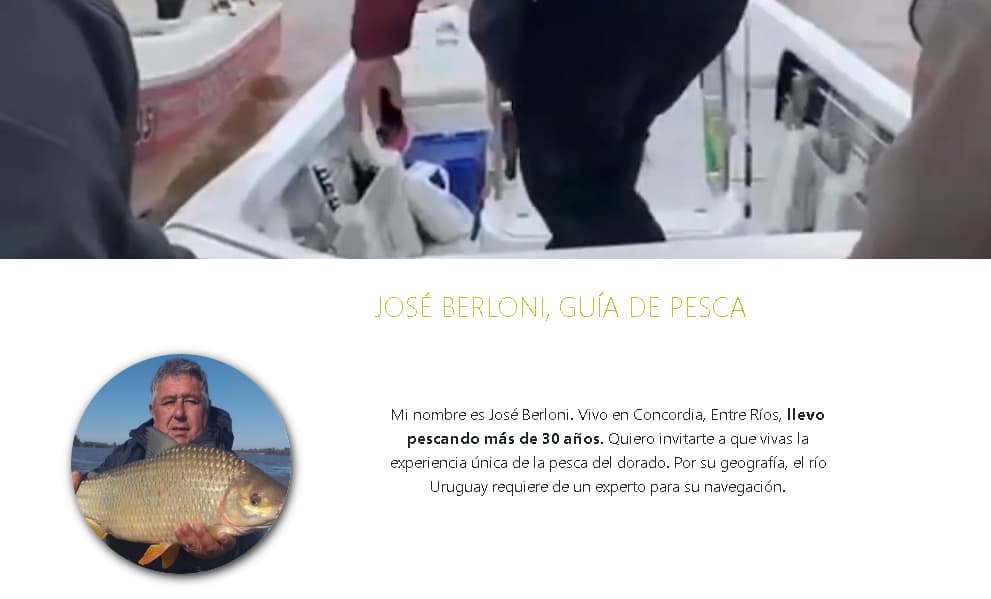 JOSÉ BERLONI, GUÍA DE PESCA
Mi nombre es José Berloni. Vivo en Concordia, Entre Ríos, llevo
pescando más de 30 años. Quiero invitarte a que vivas la
experiencia única de la pesca del dorado. Por su geografía, el río
Uruguay requiere de un experto para su navegación.